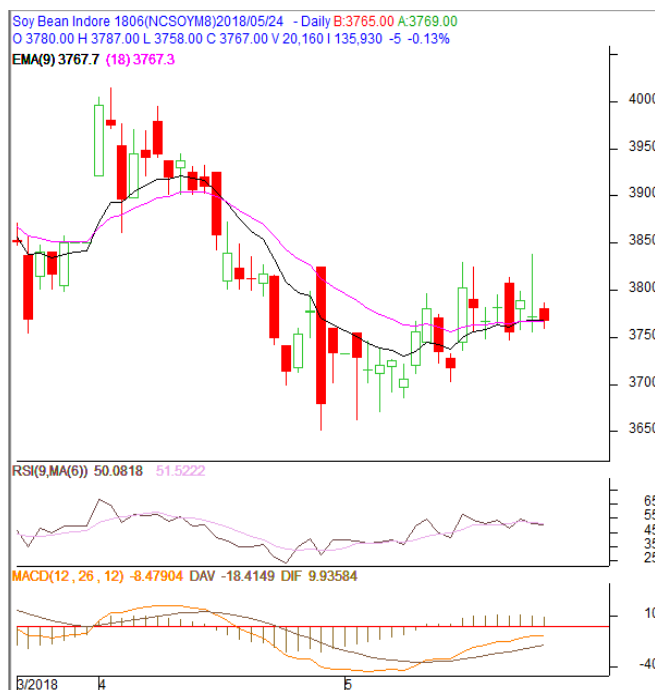 Soy Bean Indore 1806(NCSOYM8)2018/05/24 - Daily B:3765.00 A:3769.00
O 3780.00 H 3787.00 L 3758.00 C 3767.00 V 20,160 I 135,930 -5 -0.13%
EMA(9) 3767.7 (18) 3767.3
4000
3950
3900
3850
3800
3750
3700
3650
RSI(9,MA(6)) 50.0818 51.5222
65
55
45
35
25
MACD(12 , 26 , 12) -8.47904 DAV -18.4149 DIF 9.93584
10
-40
3/2018 4 5